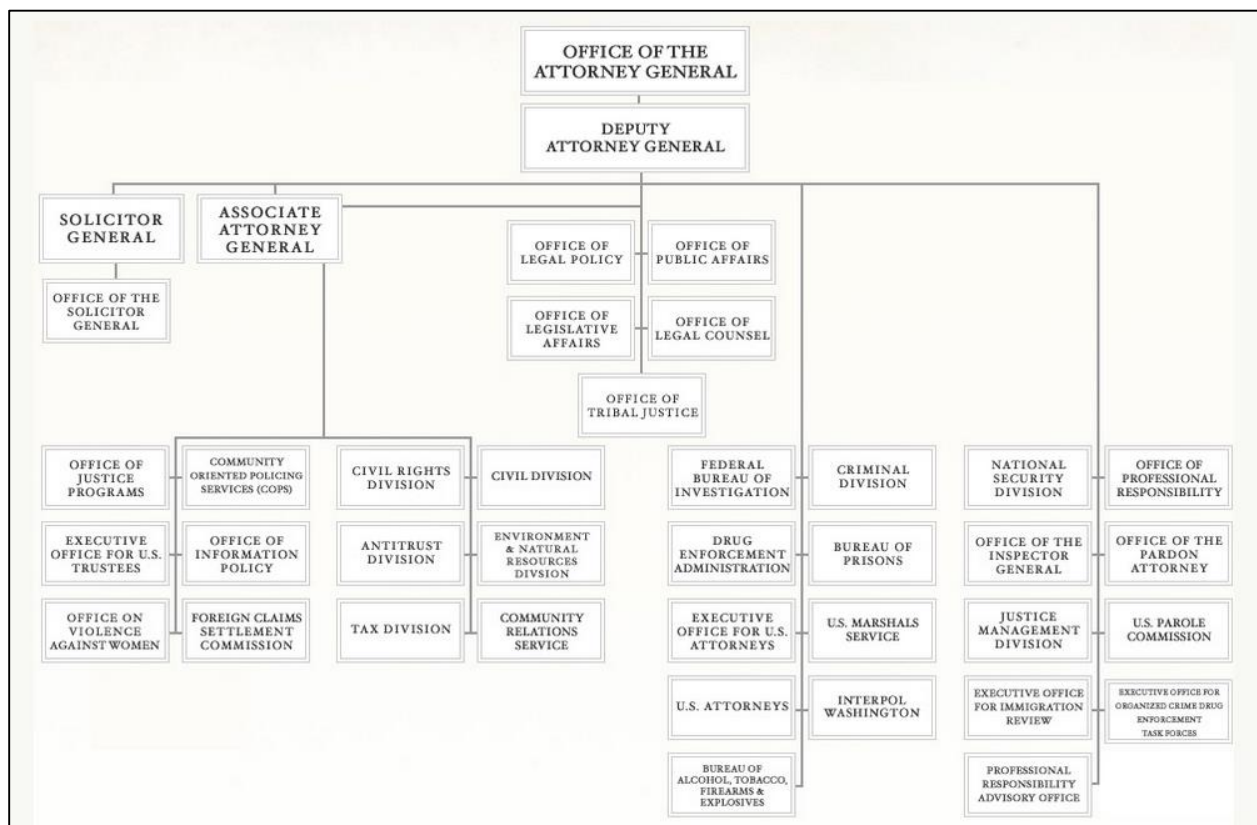 OFFICE OF THE
ATTORNEY GENERAL
DEPUTY
ATTORNEY GENERAL
SOLICITOR
GENERAL
ASSOCIATE
ATTORNEY
GENERAL
OFFICE OF THE
SOLICITOR
GENERAL
OFFICE OF
LEGAL POLICY
OFFICE OF
PUBLIC AFFAIRS
OFFICE OF
LEGISLATIVE
AFFAIRS
OFFICE OF
LEGAL COUNSEL
OFFICE OF
TRIBAL JUSTICE
OFFICE OF
JUSTICE
PROGRAMS
COMMUNITY
ORIENTED POLICING
SERVICES (COPS)
CIVIL RIGHTS
DIVISION
CIVIL DIVISION
FEDERAL
BUREAU OF
INVESTIGATION
CRIMINAL
DIVISION
NATIONAL
SECURITY
DIVISION
OFFICE OF
PROFESSIONAL
RESPONSIBILITY
EXECUTIVE
OFFICE FOR U.S.
TRUSTEES
OFFICE OF
INFORMATION
POLICY
ANTITRUST
DIVISION
ENVIRONMENT
& NATURAL
RESOURCES
DIVSION
DRUG
ENFORCEMENT
ADMINISTRATION
BUREAU OF
PRISONS
OFFICE OF THE
INSPECTOR
GENERAL
OFFICE OF THE
PARDON
ATTORNEY
OFFICE ON
VIOLENCE
AGAINST WOMEN
FOREIGN CLAIMS
SETTLEMENT
COMMISSION
TAX DIVISION
COMMUNITY
RELATIONS
SERVICE
EXECUTIVE
OFFICE FOR U.S.
ATTORNEYS
U.S. MARSHALS
SERVICE
JUSTICE
MANAGEMENT
DIVISION
U.S. PAROLE
COMMISSION
U.S. ATTORNEYS
INTERPOL
WASHINGTON
EXECUTIVE OFFICE
FOR IMMIGRATION
REVIEW
EXECUTIVE OFFICE FOR
ORGANIZED CRIME DRUG
ENFORCEMENT
TASK FORCES
BUREAU OF
ALCOHOL, TOBACCO,
FIREARMS &
EXPLOSIVES
PROFESSIONAL
RESPONSIBILITY
ADVISORY OFFICE